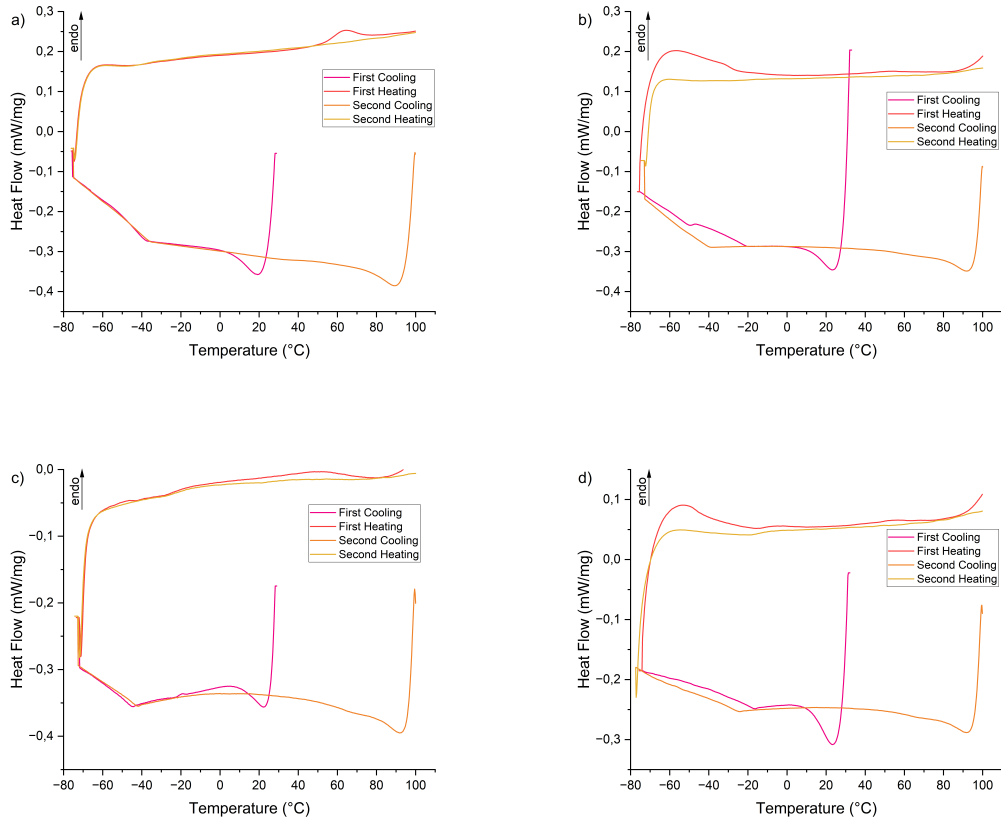 a)
endo
0,3
0,2
0,1
0,0
−0,1
−0,2
−0,3
−0,4
Heat Flow (mW/mg)
−80 −60 −40 −20 0 20 40 60 80 100
Temperature (°C)
First Cooling
First Heating
Second Cooling
Second Heating
b)
endo
0,3
0,2
0,1
0,0
−0,1
−0,2
−0,3
−0,4
Heat Flow (mW/mg)
−80 −60 −40 −20 0 20 40 60 80 100
Temperature (°C)
First Cooling
First Heating
Second Cooling
Second Heating
c)
endo
0,0
−0,1
−0,2
−0,3
−0,4
Heat Flow (mW/mg)
−80 −60 −40 −20 0 20 40 60 80 100
Temperature (°C)
First Cooling
First Heating
Second Cooling
Second Heating
d)
endo
0,1
0,0
−0,1
−0,2
−0,3
Heat Flow (mW/mg)
−80 −60 −40 −20 0 20 40 60 80 100
Temperature (°C)
First Cooling
First Heating
Second Cooling
Second Heating